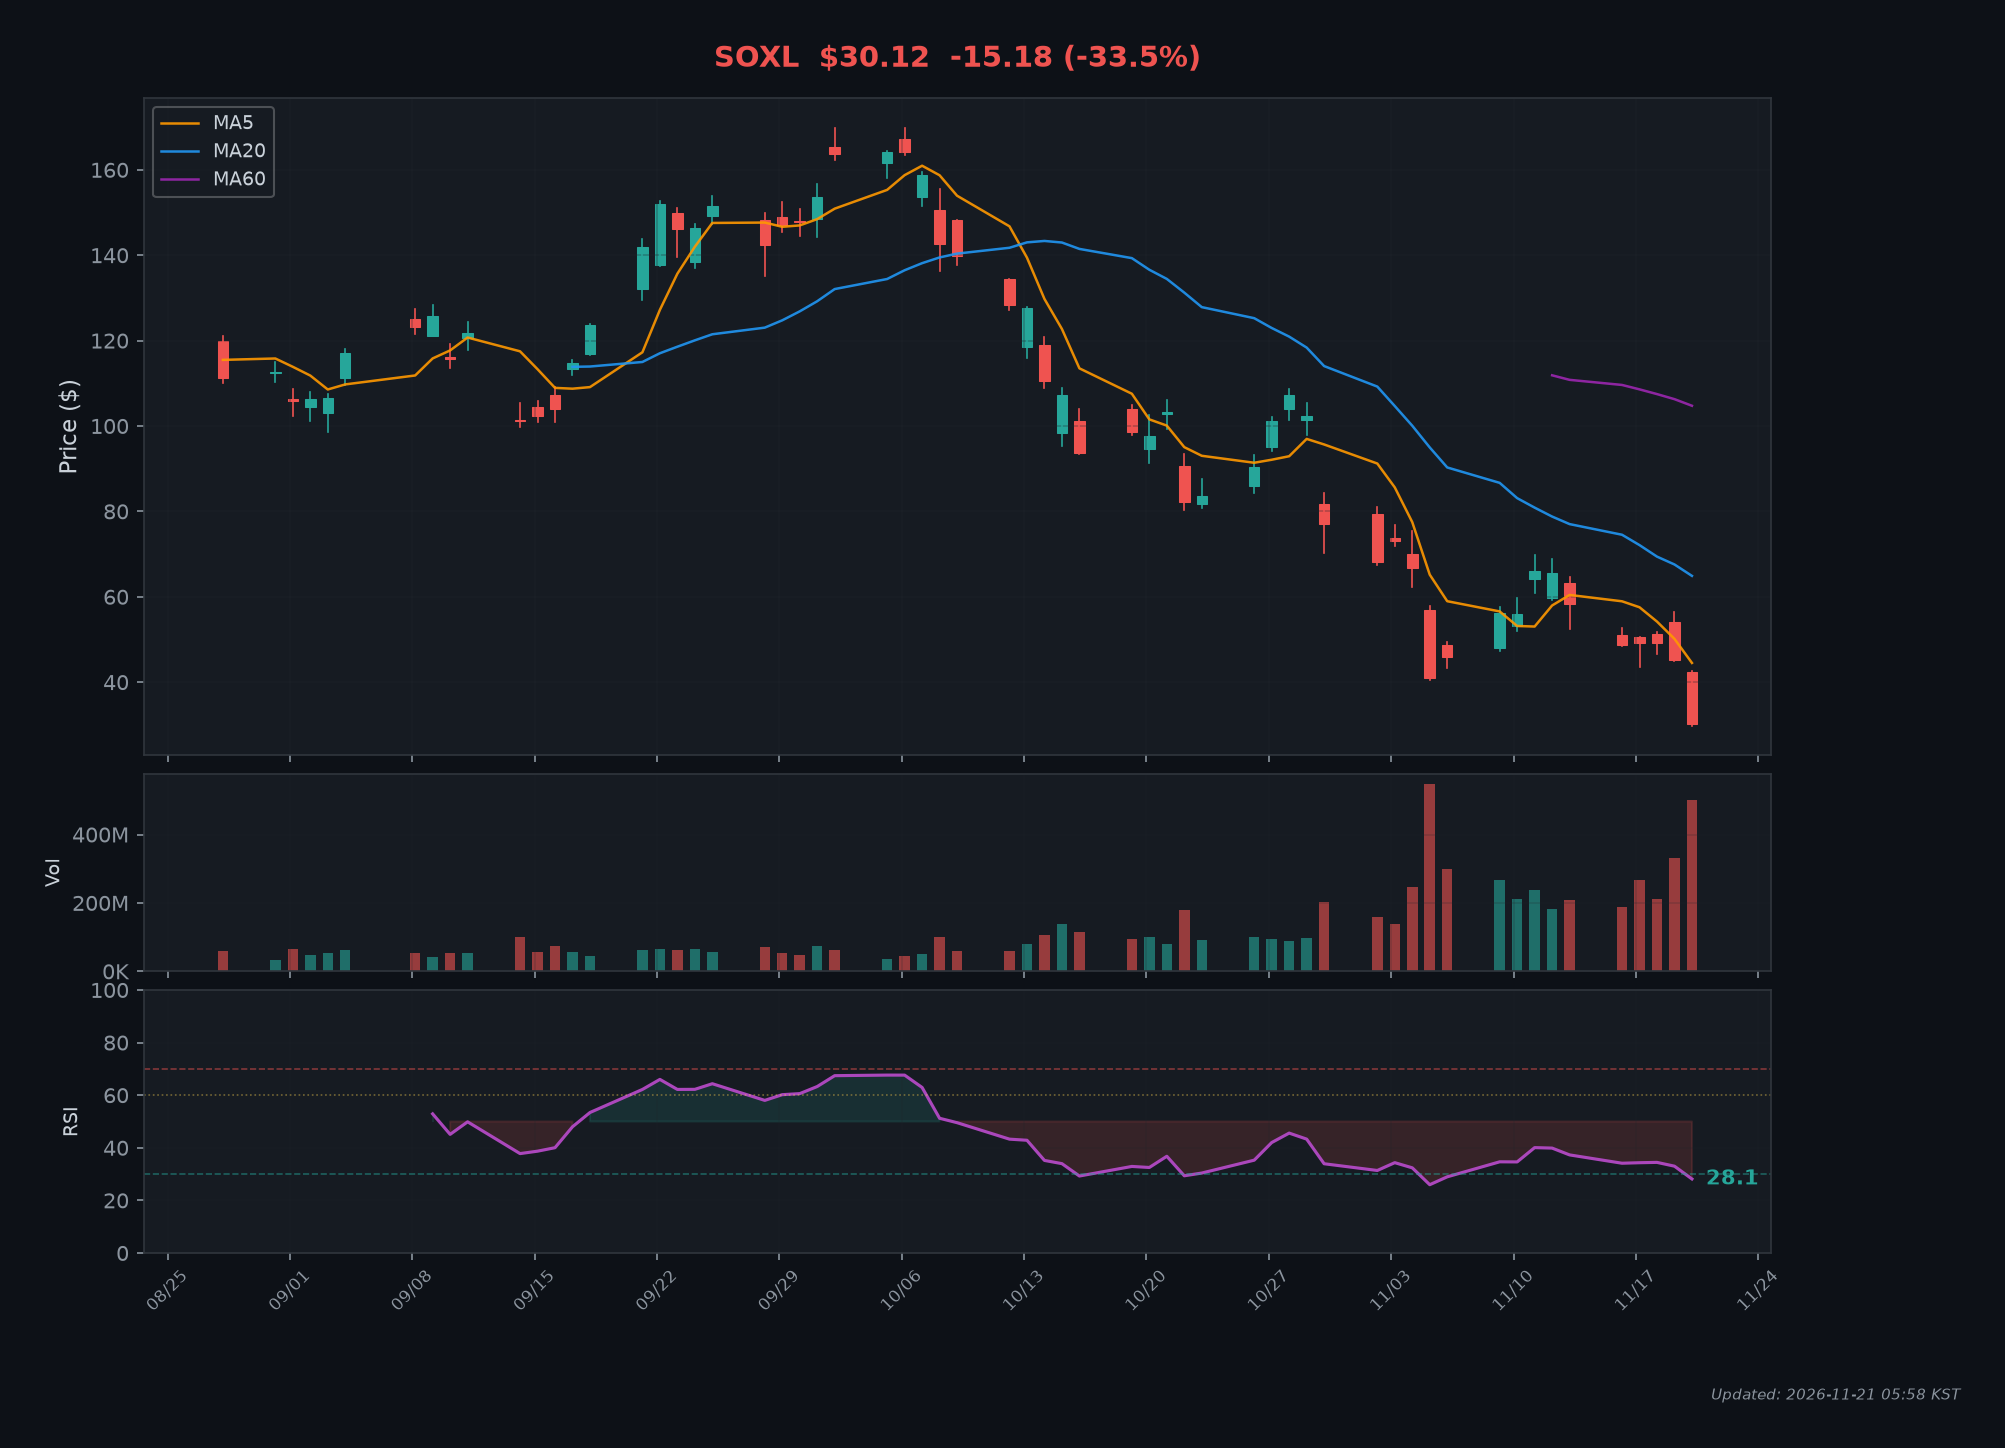 SOXL $30.12 -15.18 (-33.5%)
MA5
MA20
MA60
Price ($)
160
140
120
100
80
60
40
Vol
400M
200M
0K
RSI
100
80
60
40
20
0
28.1
08/25 09/01 09/08 09/15 09/22 09/29 10/06 10/13 10/20 10/27 11/03 11/10 11/17 11/24
Updated: 2026-11-21 05:58 KST